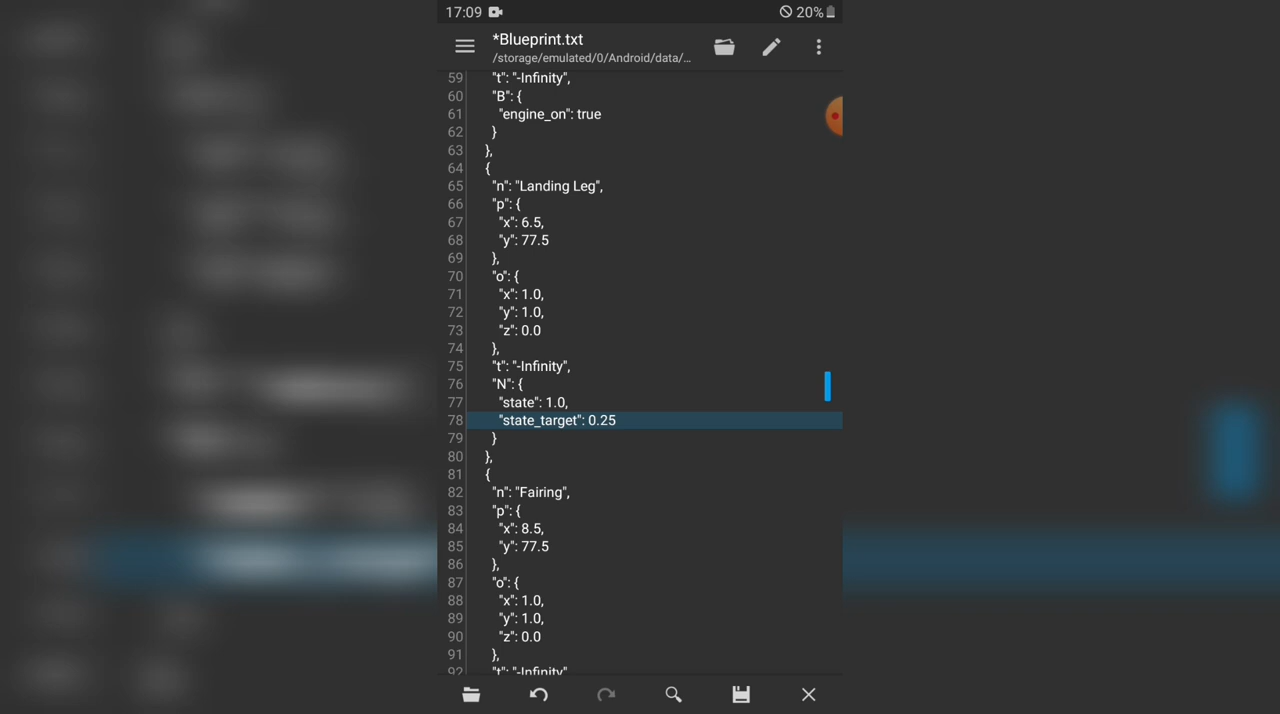 17:09 20%
*Blueprint.txt
/storage/emulated/0/Android/data/…
59 "t": "-Infinity",
60 "B": {
61 "engine_on": true
62 }
63 },
64 {
65 "n": "Landing Leg",
66 "p": {
67 "x": 6.5,
68 "y": 77.5
69 },
70 "o": {
71 "x": 1.0,
72 "y": 1.0,
73 "z": 0.0
74 },
75 "t": "-Infinity",
76 "N": {
77 "state": 1.0,
78 "state_target": 0.25
79 }
80 },
81 {
82 "n": "Fairing",
83 "p": {
84 "x": 8.5,
85 "y": 77.5
86 },
87 "o": {
88 "x": 1.0,
89 "y": 1.0,
90 "z": 0.0
91 },
92 "t": "-Infinity"